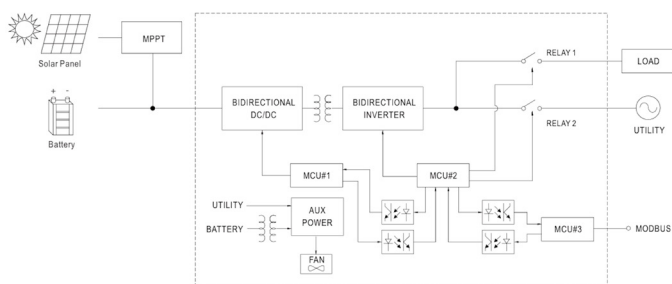 MPPT
Solar Panel
RELAY 1
LOAD
+ -
BIDIRECTIONAL
DC/DC
BIDIRECTIONAL
INVERTER
RELAY 2
UTILITY
Battery
MCU#1
MCU#2
UTILITY
AUX
POWER
BATTERY
MCU#3
MODBUS
FAN